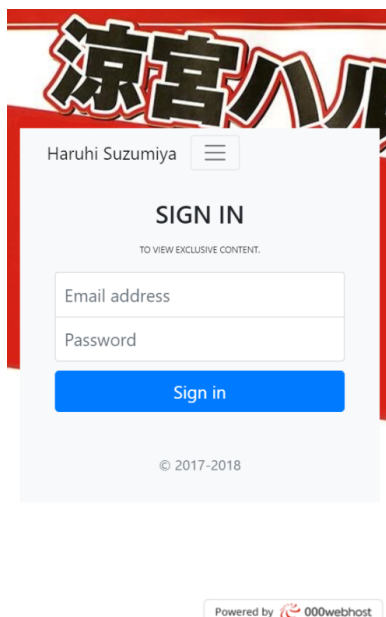 涼宮ハル
Haruhi Suzumiya
SIGN IN
TO VIEW EXCLUSIVE CONTENT.
Email address
Password
Sign in
© 2017-2018
Powered by 000webhost